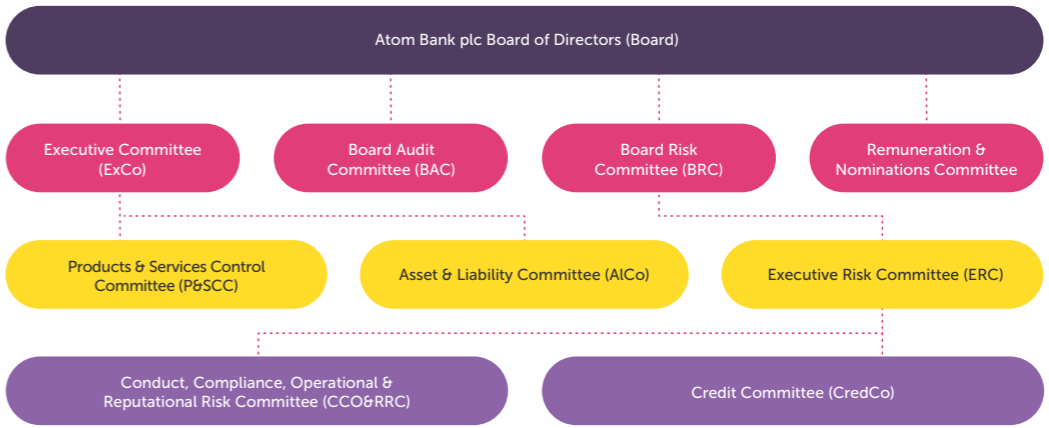 Atom Bank plc Board of Directors (Board)
Executive Committee
(ExCo)
Board Audit
Committee (BAC)
Board Risk
Committee (BRC)
Remuneration &
Nominations Committee
Products & Services Control
Committee (P&SCC)
Asset & Liability Committee (AlCo)
Executive Risk Committee (ERC)
Conduct, Compliance, Operational &
Reputational Risk Committee (CCO&RRC)
Credit Committee (CredCo)